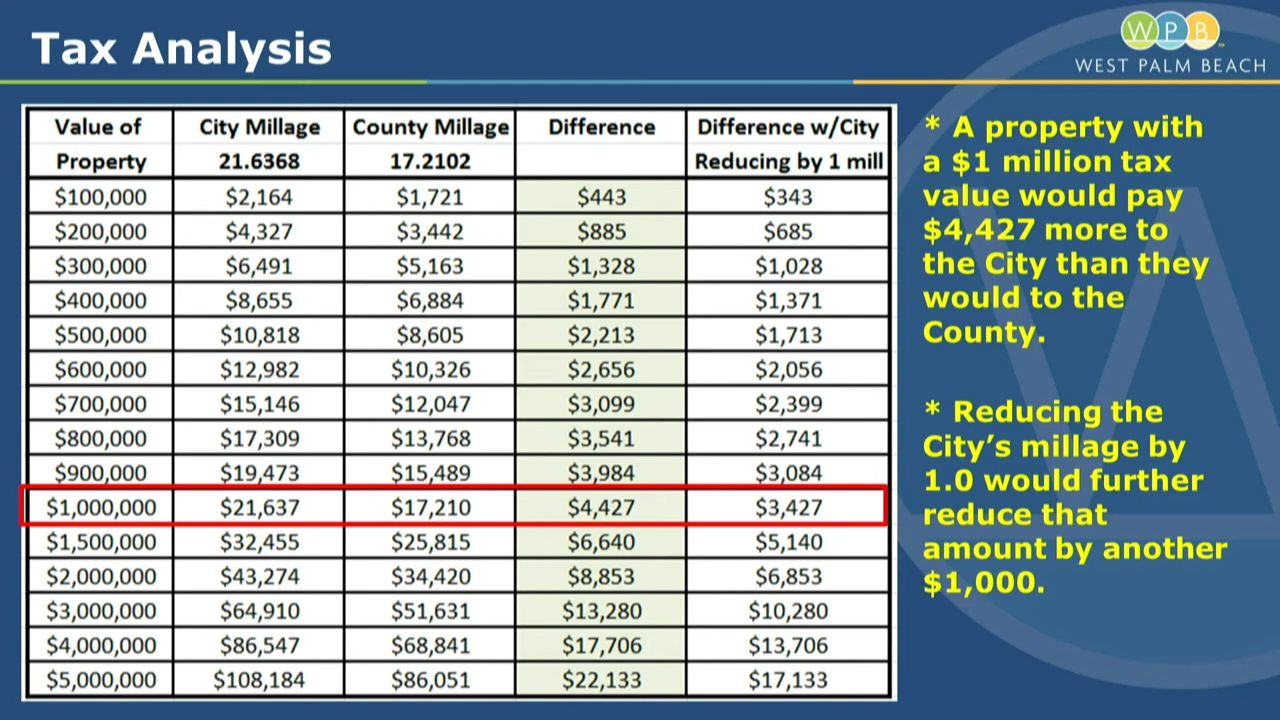 Tax Analysis
WPB
WEST PALM BEACH
Value of Property | City Millage 21.6368 | County Millage 17.2102 | Difference | Difference w/City Reducing by 1 mill
$100,000 $2,164 $1,721 $443 $343
$200,000 $4,327 $3,442 $885 $685
$300,000 $6,491 $5,163 $1,328 $1,028
$400,000 $8,655 $6,884 $1,771 $1,371
$500,000 $10,818 $8,605 $2,213 $1,713
$600,000 $12,982 $10,326 $2,656 $2,056
$700,000 $15,146 $12,047 $3,099 $2,399
$800,000 $17,309 $13,768 $3,541 $2,741
$900,000 $19,473 $15,489 $3,984 $3,084
$1,000,000 $21,637 $17,210 $4,427 $3,427
$1,500,000 $32,455 $25,815 $6,640 $5,140
$2,000,000 $43,274 $34,420 $8,853 $6,853
$3,000,000 $64,910 $51,631 $13,280 $10,280
$4,000,000 $86,547 $68,841 $17,706 $13,706
$5,000,000 $108,184 $86,051 $22,133 $17,133
* A property with
a $1 million tax
value would pay
$4,427 more to
the City than they
would to the
County.
* Reducing the
City’s millage by
1.0 would further
reduce that
amount by another
$1,000.